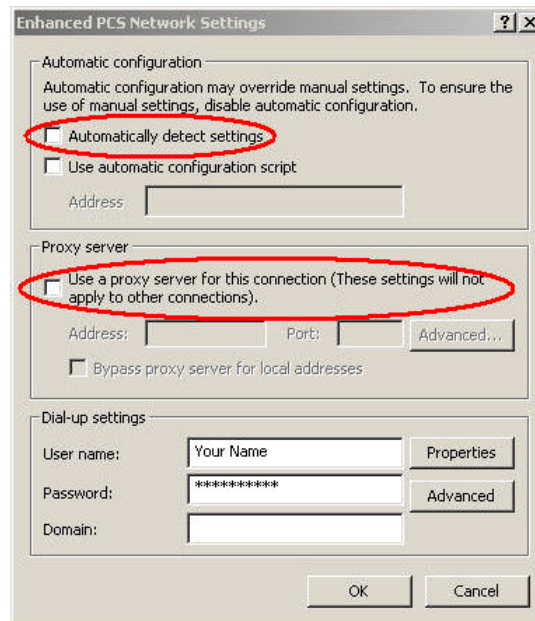 Enhanced PCS Network Settings
Automatic configuration
Automatic configuration may override manual settings. To ensure the
use of manual settings, disable automatic configuration.
Automatically detect settings
Use automatic configuration script
Address
Proxy server
Use a proxy server for this connection (These settings will not
apply to other connections).
Address:
Port:
Advanced...
Bypass proxy server for local addresses
Dial-up settings
User name:
Your Name
Properties
Password:
**********
Advanced
Domain:
OK
Cancel